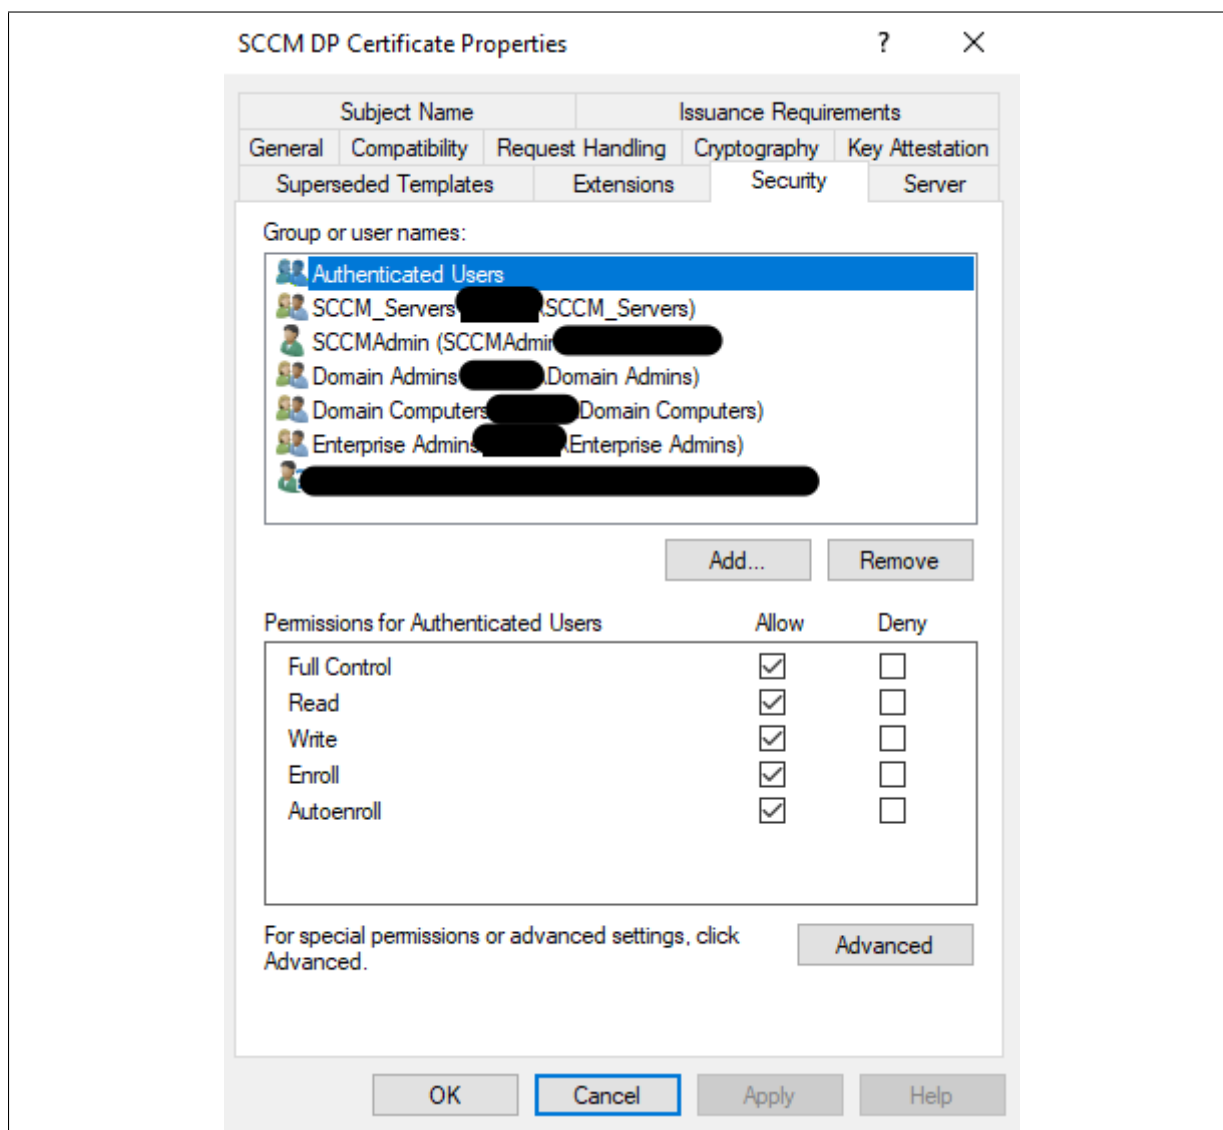 SCCM DP Certificate Properties ? ×
Subject Name Issuance Requirements
General Compatibility Request Handling Cryptography Key Attestation
Superseded Templates Extensions Security Server
Group or user names:
Authenticated Users
SCCM_Servers \SCCM_Servers)
SCCMAdmin (SCCMAdmin
Domain Admins \Domain Admins)
Domain Computers Domain Computers)
Enterprise Admins \Enterprise Admins)
Add... Remove
Permissions for Authenticated Users Allow Deny
Full Control
Read
Write
Enroll
Autoenroll
For special permissions or advanced settings, click Advanced
Advanced.
OK Cancel Apply Help